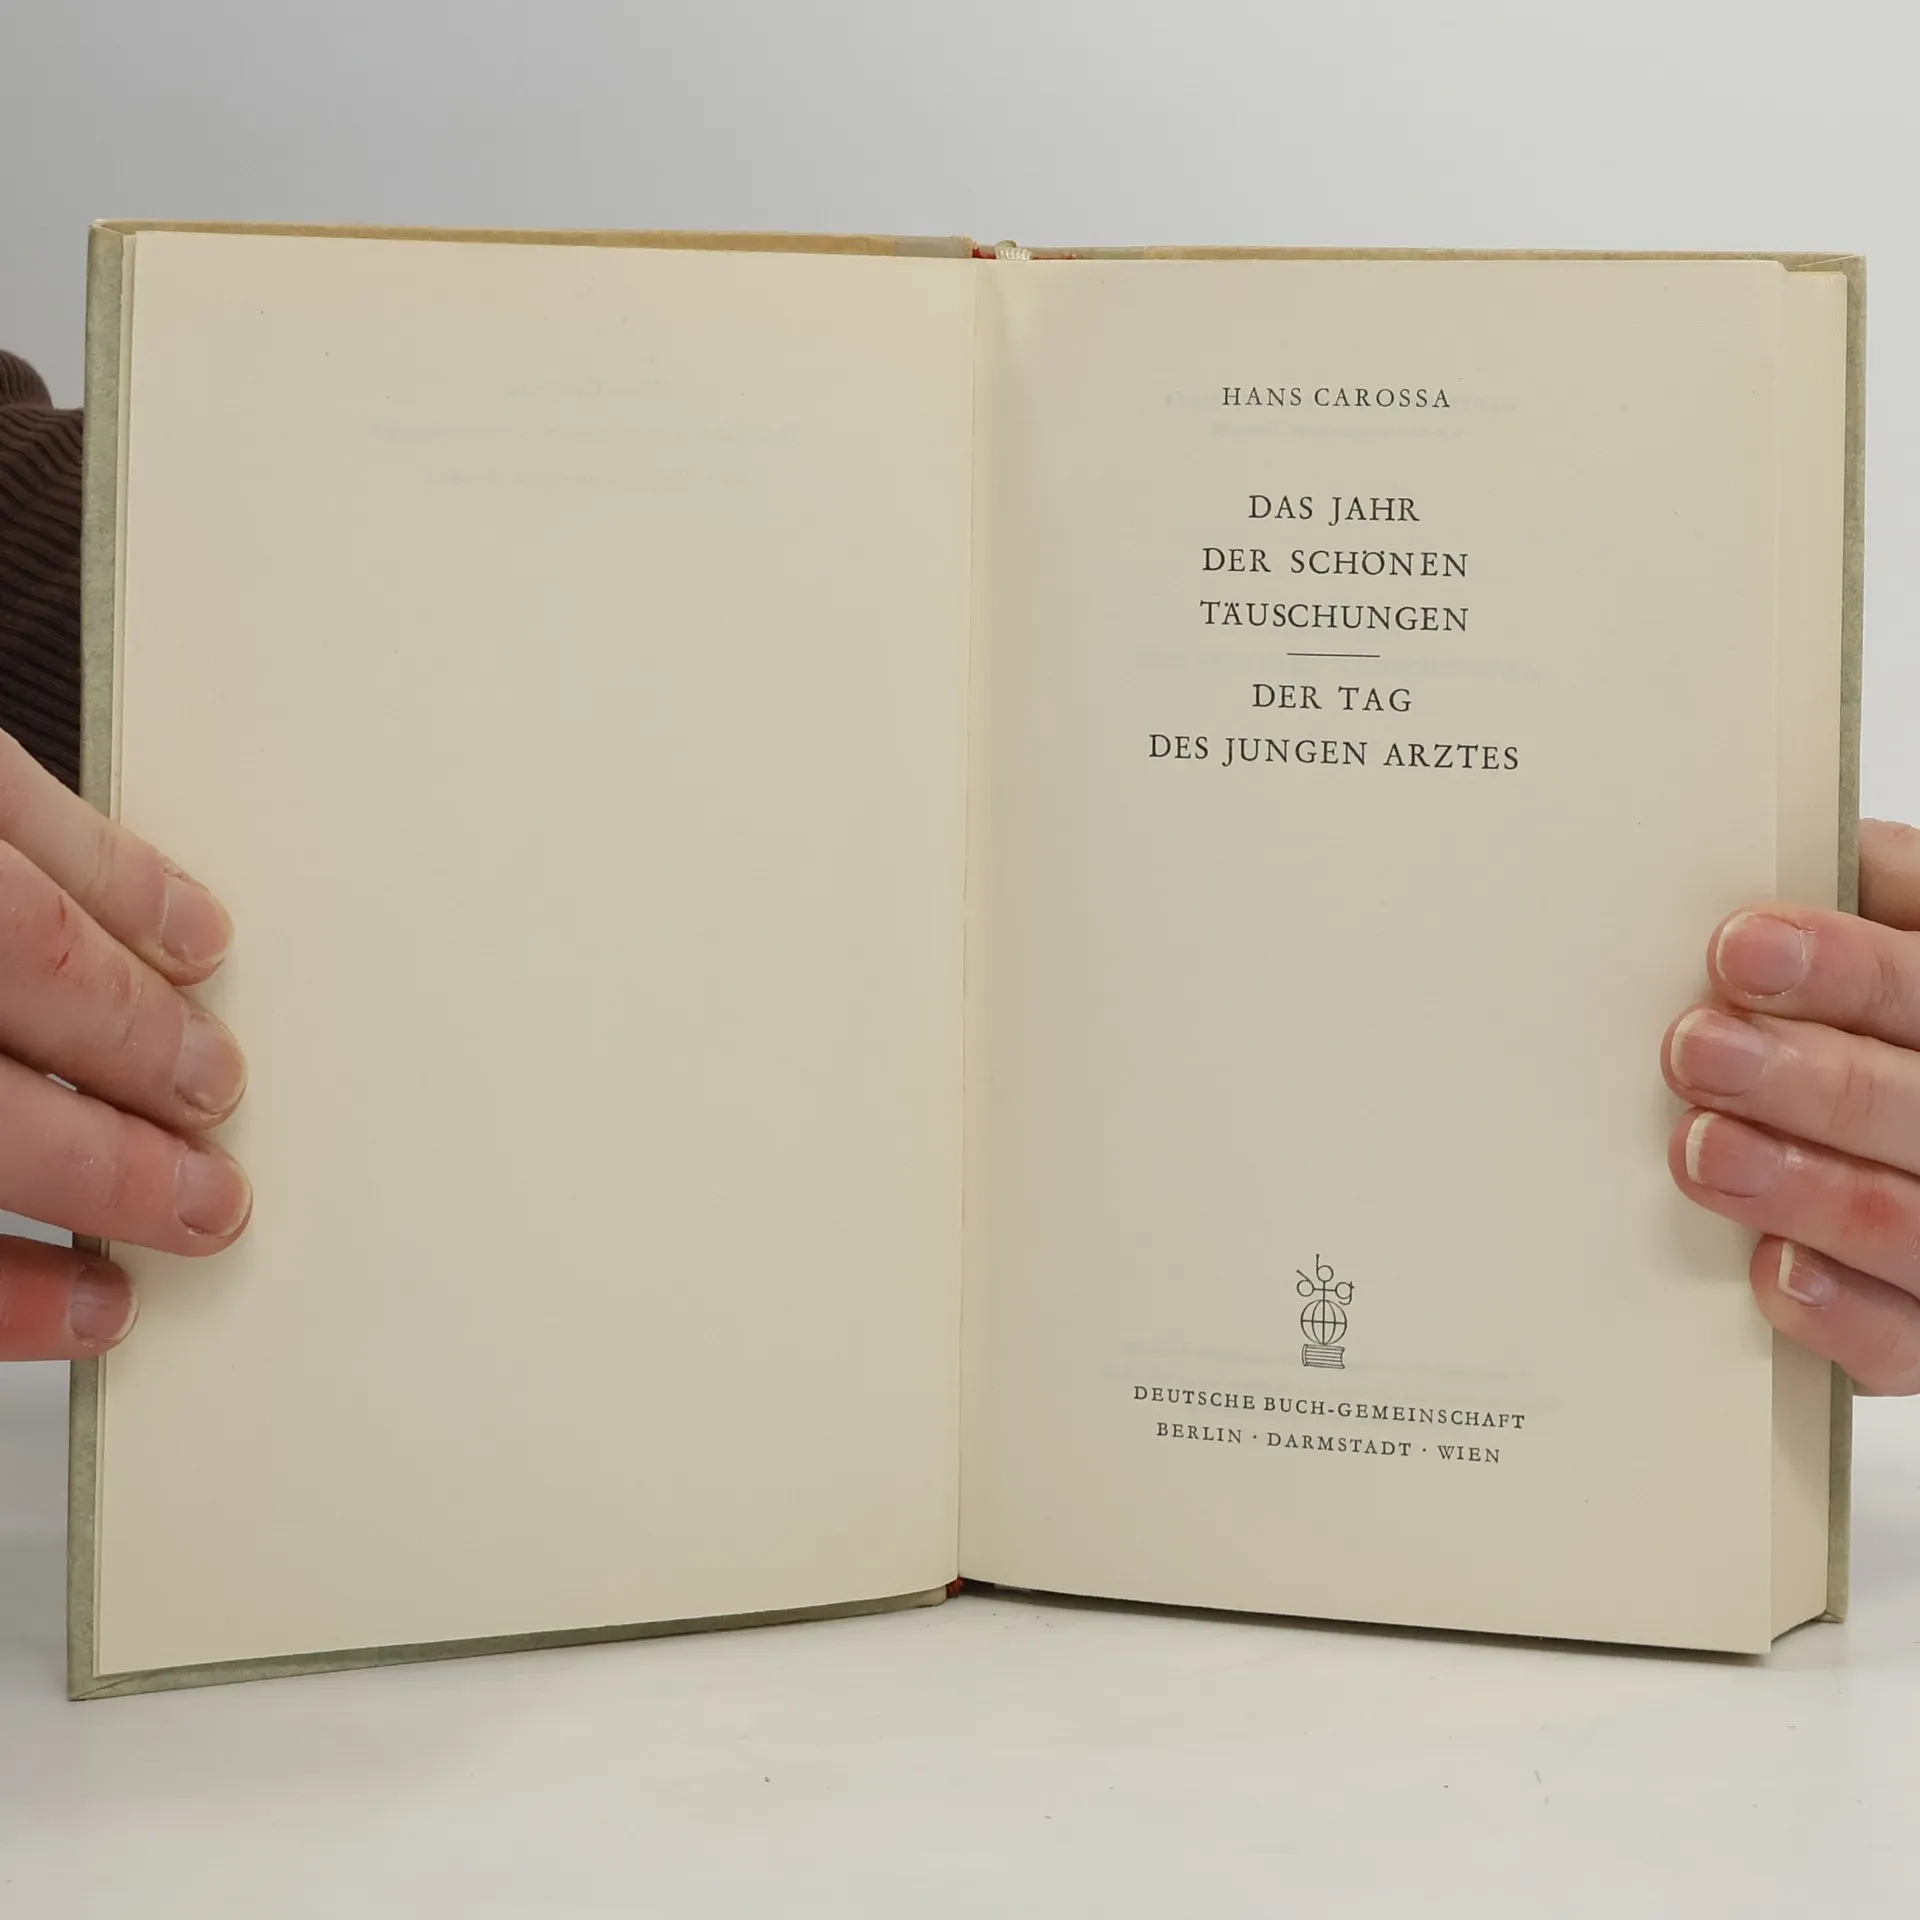 HANS CAROSSA
DAS JAHR
DER SCHÖNEN
TÄUSCHUNGEN
DER TAG
DES JUNGEN ARZTES
dbg
DEUTSCHE BUCH-GEMEINSCHAFT
BERLIN · DARMSTADT · WIEN